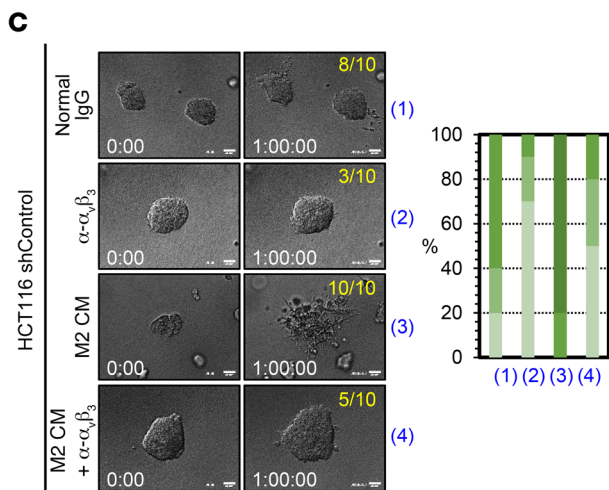 c
HCT116 shControl
Normal
IgG
0:00
8/10
1:00:00
(1)
α-αvβ3
0:00
3/10
1:00:00
(2)
M2 CM
0:00
10/10
1:00:00
(3)
M2 CM
+ α-αvβ3
0:00
5/10
1:00:00
(4)
100
80
60
%
40
20
0
(1) (2) (3) (4)